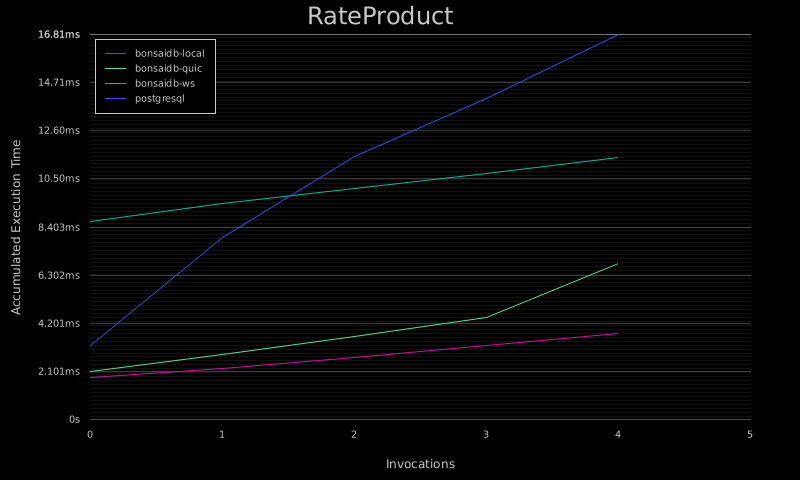 RateProduct
16.81ms
14.71ms
12.60ms
10.50ms
8.403ms
6.302ms
4.201ms
2.101ms
0s
bonsaidb-local
bonsaidb-quic
bonsaidb-ws
postgresql
Accumulated Execution Time
0 1 2 3 4 5
Invocations